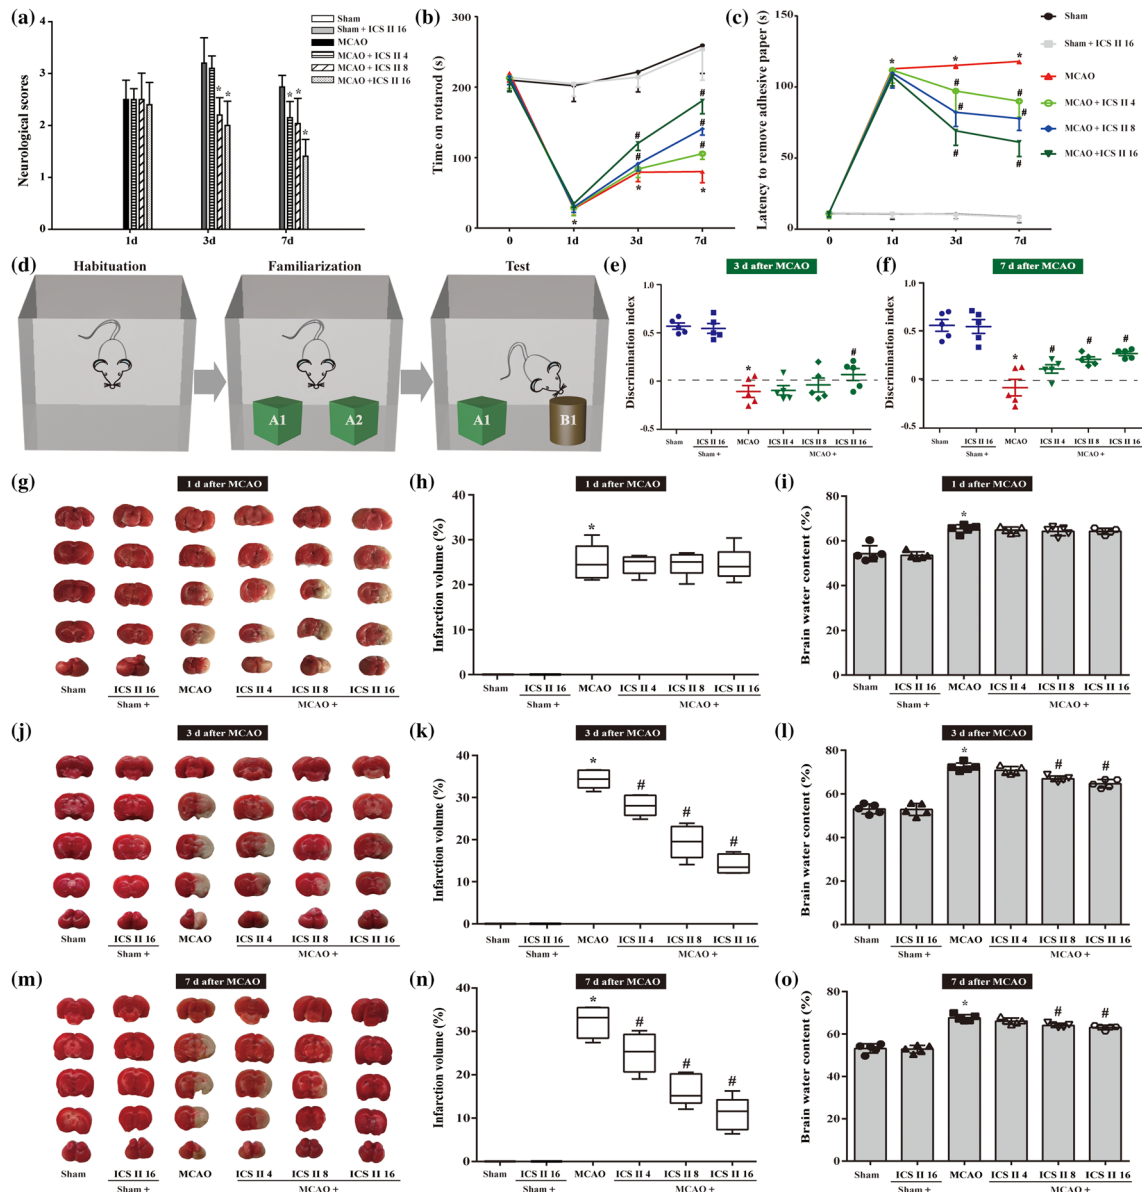 (a)
Neurological scores
4
3
2
1
0
1d
3d
7d
* * * * *
Sham
Sham + ICS II 16
MCAO
MCAO + ICS II 4
MCAO + ICS II 8
MCAO +ICS II 16
(b)
Time on rotarod (s)
300
200
100
0
0
1d
3d
7d
* * *
# # # # #
(c)
Latency to remove adhesive paper (s)
150
100
50
0
0
1d
3d
7d
* * *
# # # # # #
Sham
Sham + ICS II 16
MCAO
MCAO + ICS II 4
MCAO + ICS II 8
MCAO +ICS II 16
(d)
Habituation
Familiarization
Test
A1
A2
A1
B1
(e)
3 d after MCAO
Discrimination index
1.0
0.5
0
-0.5
*
#
Sham
ICS II 16
MCAO
ICS II 4
ICS II 8
ICS II 16
Sham +
MCAO +
(f)
7 d after MCAO
Discrimination index
1.0
0.5
0
-0.5
*
# # #
Sham
ICS II 16
MCAO
ICS II 4
ICS II 8
ICS II 16
Sham +
MCAO +
(g)
1 d after MCAO
Sham
ICS II 16
MCAO
ICS II 4
ICS II 8
ICS II 16
Sham +
MCAO +
(h)
1 d after MCAO
Infarction volume (%)
40
30
20
10
0
*
Sham
ICS II 16
MCAO
ICS II 4
ICS II 8
ICS II 16
Sham +
MCAO +
(i)
1 d after MCAO
Brain water content (%)
80
60
40
20
0
*
Sham
ICS II 16
MCAO
ICS II 4
ICS II 8
ICS II 16
Sham +
MCAO +
(j)
3 d after MCAO
Sham
ICS II 16
MCAO
ICS II 4
ICS II 8
ICS II 16
Sham +
MCAO +
(k)
3 d after MCAO
Infarction volume (%)
40
30
20
10
0
*
# # #
Sham
ICS II 16
MCAO
ICS II 4
ICS II 8
ICS II 16
Sham +
MCAO +
(l)
3 d after MCAO
Brain water content (%)
80
60
40
20
0
*
# #
Sham
ICS II 16
MCAO
ICS II 4
ICS II 8
ICS II 16
Sham +
MCAO +
(m)
7 d after MCAO
Sham
ICS II 16
MCAO
ICS II 4
ICS II 8
ICS II 16
Sham +
MCAO +
(n)
7 d after MCAO
Infarction volume (%)
40
30
20
10
0
*
# # #
Sham
ICS II 16
MCAO
ICS II 4
ICS II 8
ICS II 16
Sham +
MCAO +
(o)
7 d after MCAO
Brain water content (%)
80
60
40
20
0
*
# #
Sham
ICS II 16
MCAO
ICS II 4
ICS II 8
ICS II 16
Sham +
MCAO +